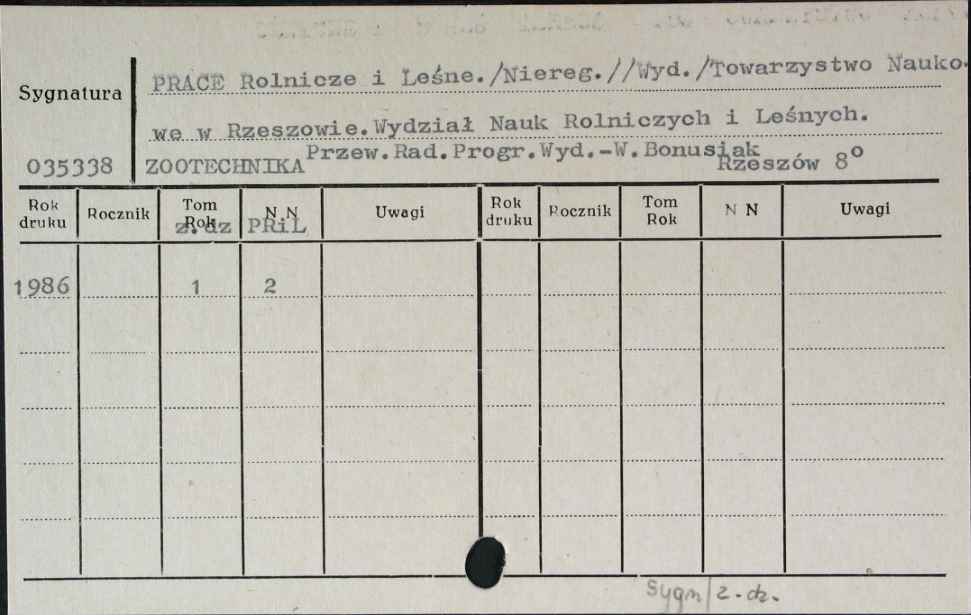 Sygnatura
PRACE Rolnicze i Leśne./Niereg.//Wyd./Towarzystwo Nauko-
we w Rzeszowie.Wydział Nauk Rolniczych i Leśnych.
Przew.Rad.Progr.Wyd.-W.Bonusiak
035338 ZOOTECHNIKA Rzeszów 8°
Rok druku Rocznik Tom Rok N N Uwagi Rok druku Rocznik Tom Rok N N Uwagi
z.dz PRiL
1986 1 2
Sygn/z.dz.